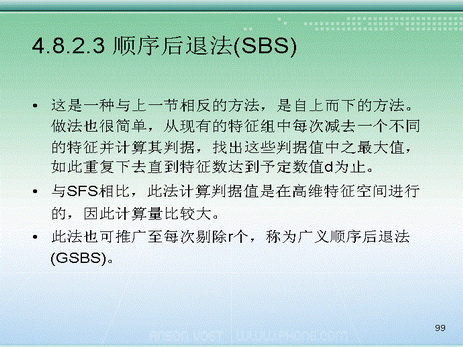 4.8.2.3 顺序后退法(SBS)
• 这是一种与上一节相反的方法，是自上而下的方法。
做法也很简单，从现有的特征组中每次减去一个不同
的特征并计算其判据，找出这些判据值中之最大值，
如此重复下去直到特征数达到予定数值d为止。
• 与SFS相比，此法计算判据值是在高维特征空间进行
的，因此计算量比较大。
• 此法也可推广至每次剔除r个，称为广义顺序后退法
(GSBS)。
99